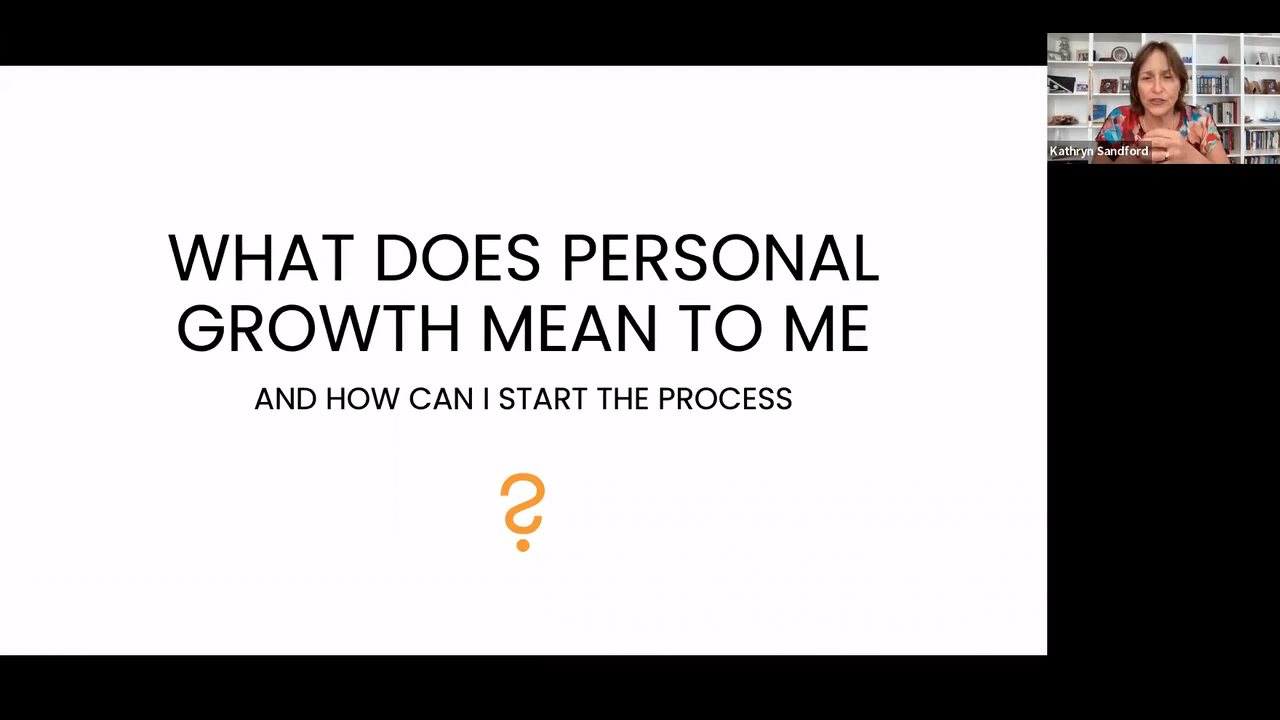 WHAT DOES PERSONAL
GROWTH MEAN TO ME
AND HOW CAN I START THE PROCESS
?
Kathryn Sandford